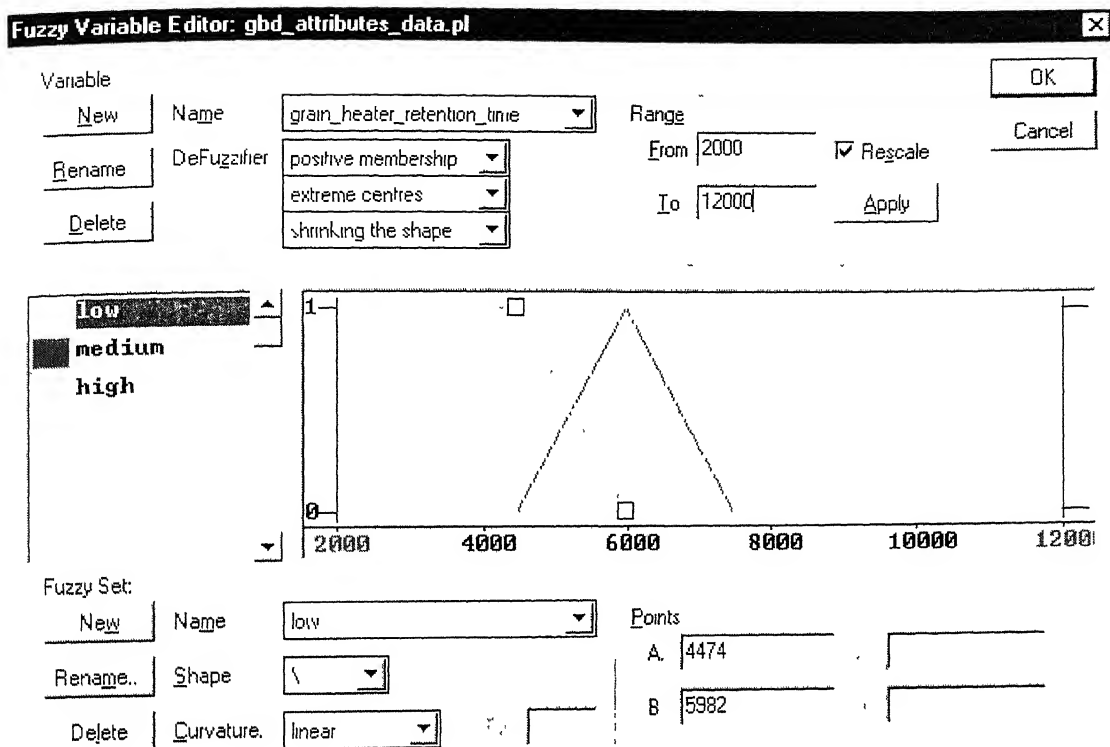 Fuzzy Variable Editor: gbd_attributes_data.pl
Variable
New Name grain_heater_retention_time
Range
OK
Rename DeFuzzifier positive membership
From 2000 Rescale
Cancel
extreme centres
To 12000 Apply
Delete
shrinking the shape
low
medium
high
1
0
2000 4000 6000 8000 10000 1200
Fuzzy Set:
New Name low
Points
A. 4474
Rename.. Shape \
B 5982
Delete Curvature. linear